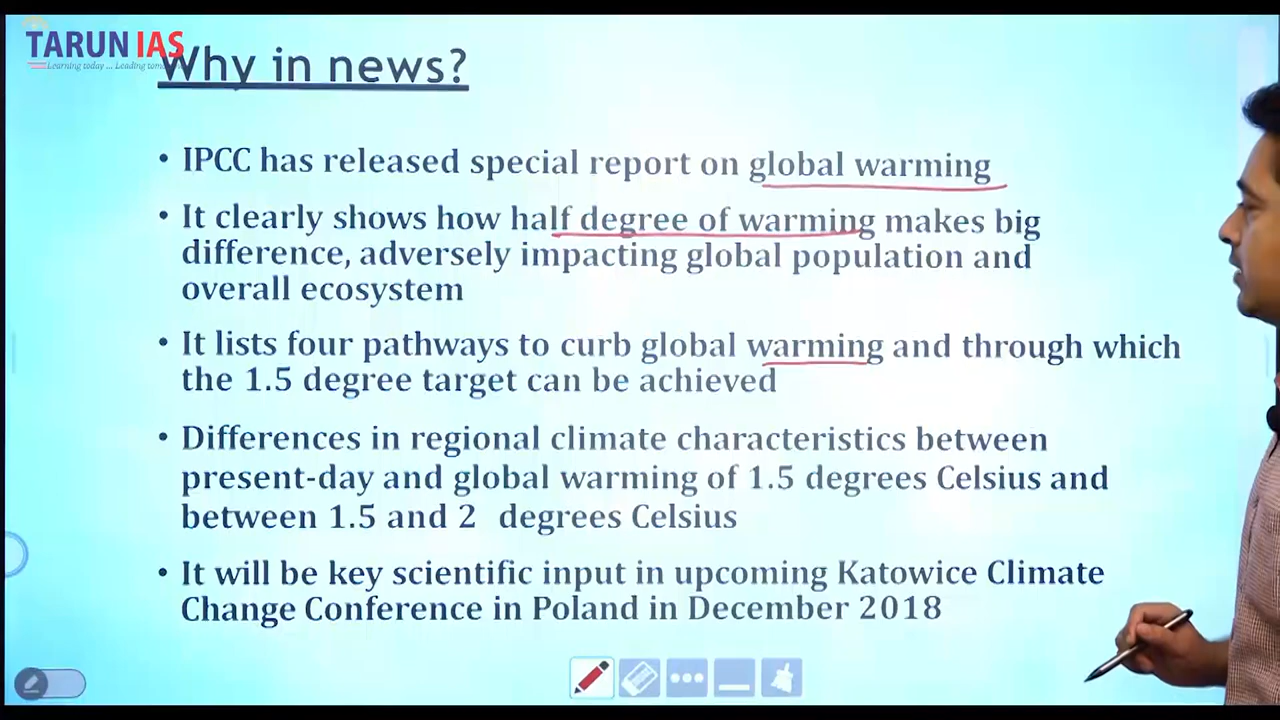 TARUN IAS
Learning today ... Leading
Why in news?
• IPCC has released special report on global warming
• It clearly shows how half degree of warming makes big
difference, adversely impacting global population and
overall ecosystem
• It lists four pathways to curb global warming and through which
the 1.5 degree target can be achieved
• Differences in regional climate characteristics between
present-day and global warming of 1.5 degrees Celsius and
between 1.5 and 2 degrees Celsius
• It will be key scientific input in upcoming Katowice Climate
Change Conference in Poland in December 2018